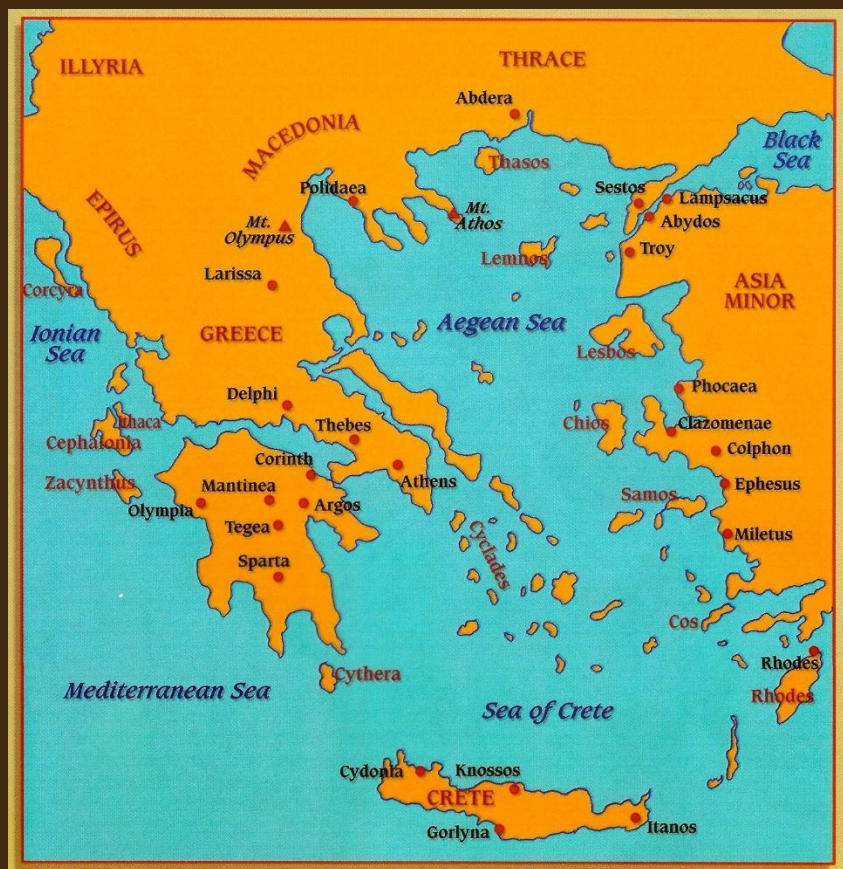 ILLYRIA
THRACE
Abdera
MACEDONIA
Black
Sea
Thasos
Polidaea
Sestos
Lampsacus
EPIRUS
Mt.
Olympus
Mt.
Athos
Abydos
Troy
Larissa
Lemnos
Corcyra
ASIA
MINOR
Ionian
Sea
GREECE
Aegean Sea
Lesbos
Delphi
Phocaea
Ithaca
Thebes
Chios
Clazomenae
Cephalonia
Corinth
Colphon
Zacynthus
Mantinea
Athens
Ephesus
Olympia
Argos
Samos
Tegea
Cyclades
Miletus
Sparta
Cos
Rhodes
Mediterranean Sea
Cythera
Rhodes
Sea of Crete
Cydonia
Knossos
CRETE
Gorlyna
Itanos